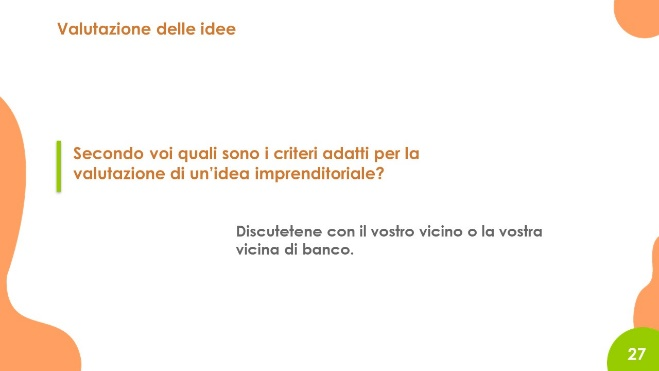 Valutazione delle idee
Secondo voi quali sono i criteri adatti per la
valutazione di un'idea imprenditoriale?
Discutetene con il vostro vicino o la vostra
vicina di banco.
27